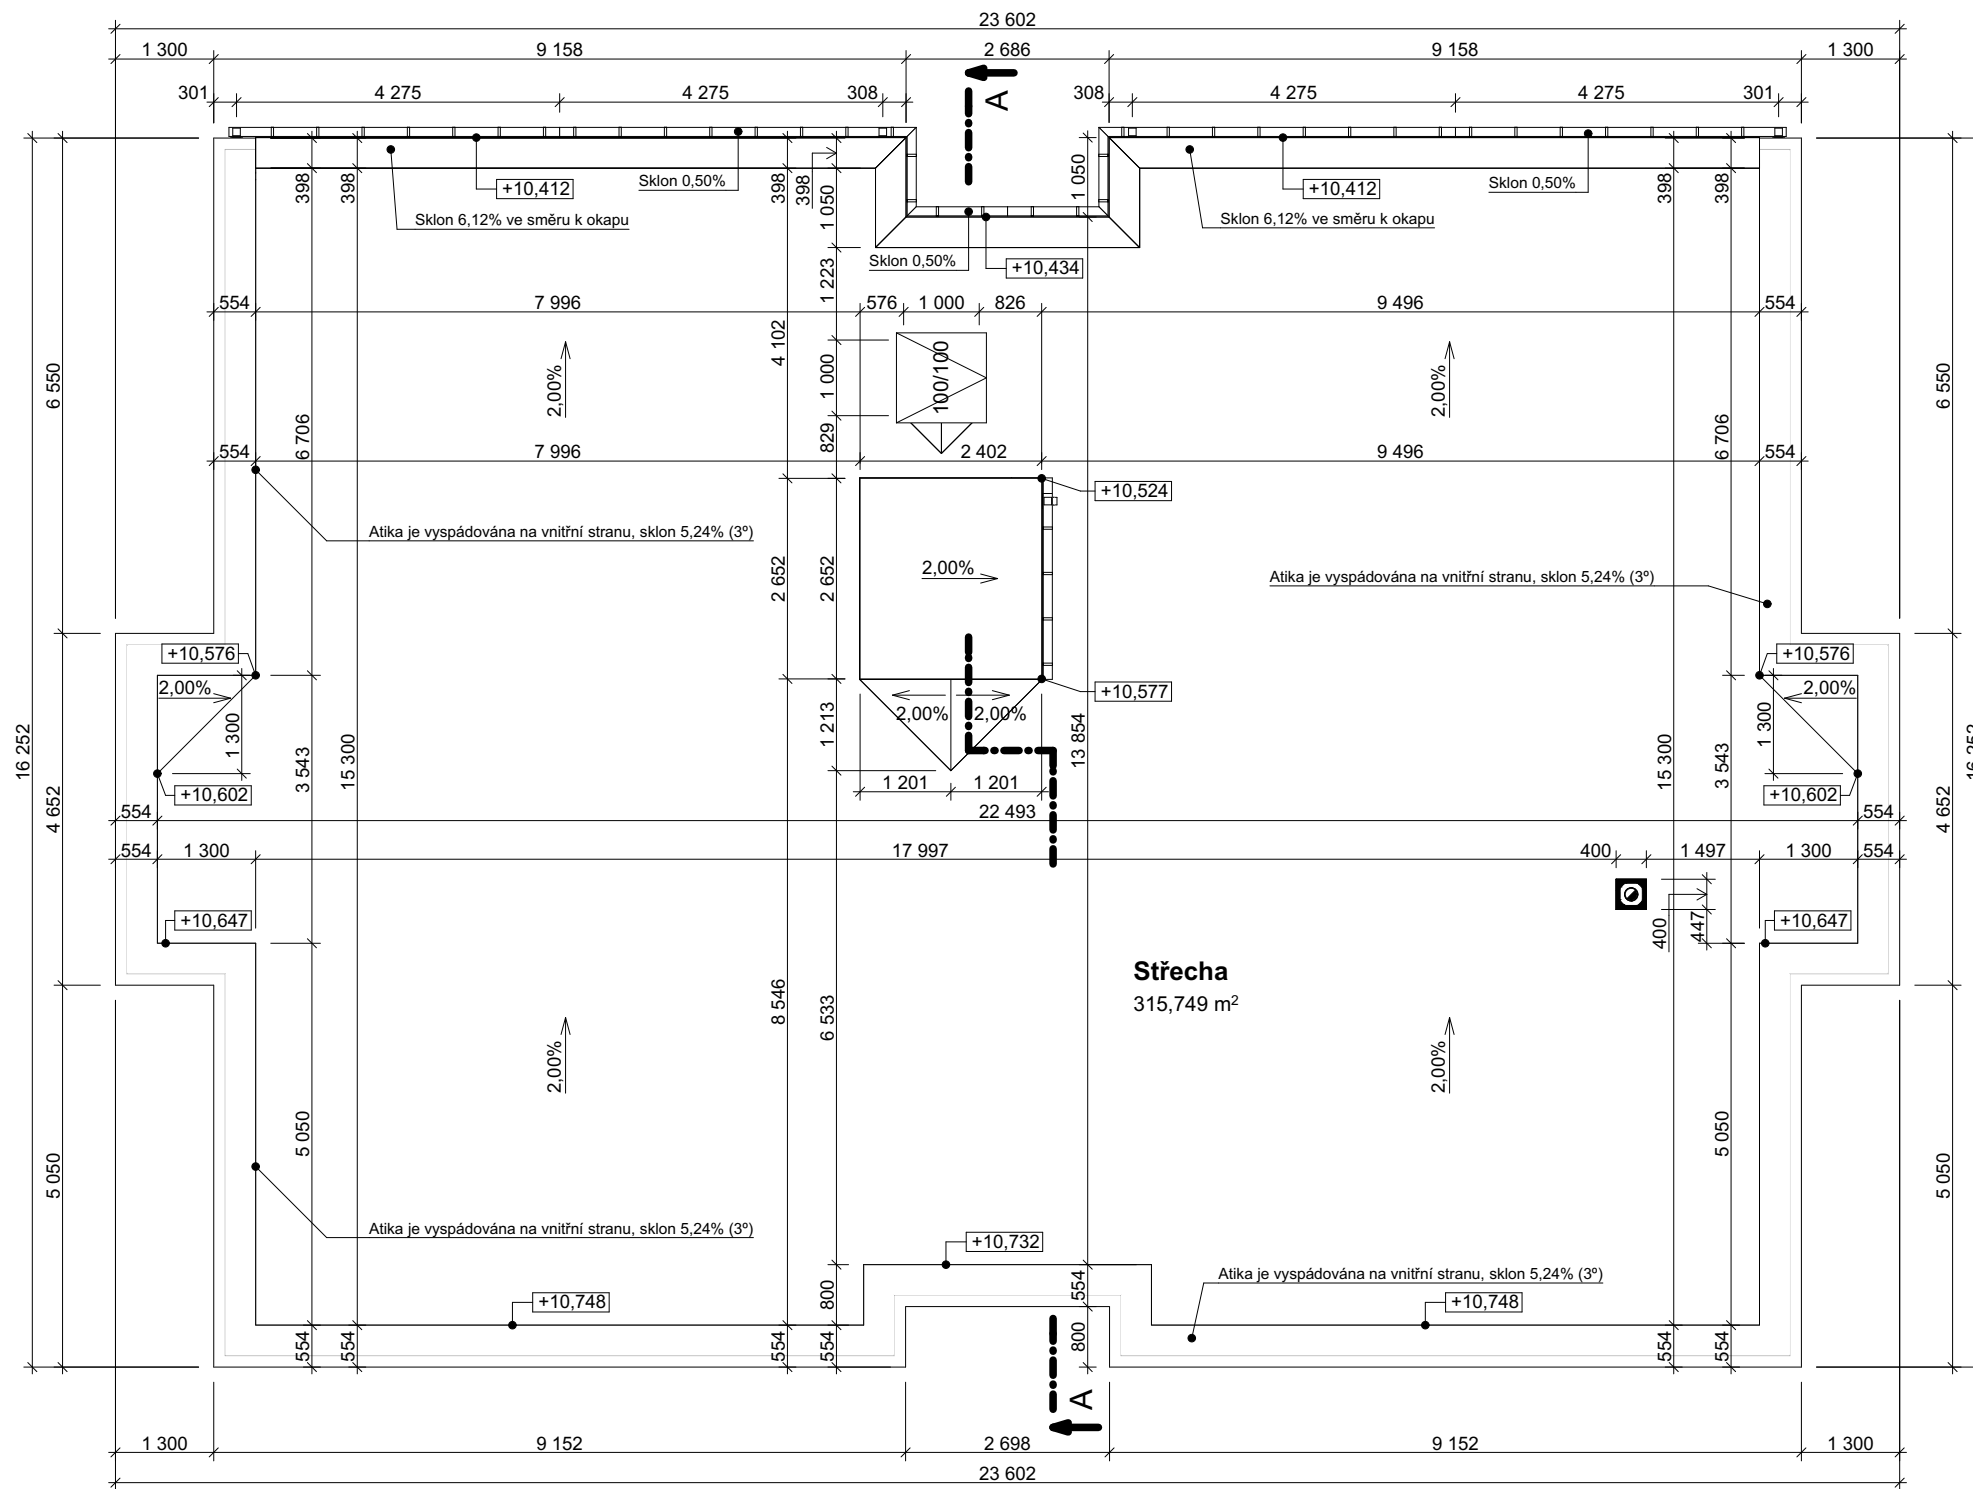 23 602
1 300 9 158 2 686 9 158 1 300
301 4 275 4 275 308 A 308 4 275 4 275 301
398 398 +10,412 Sklon 0,50% 398 398 1 050 1 050 +10,412 Sklon 0,50% 398 398
Sklon 6,12% ve směru k okapu Sklon 6,12% ve směru k okapu
Sklon 0,50% +10,434
1 223
554 7 996 576 1 000 826 9 496 554
4 102
6 550 2,00% 1 000 100/100 2,00% 6 550
6 706 829 6 706
554 7 996 2 402 9 496 554
+10,524
Atika je vyspádována na vnitřní stranu, sklon 5,24% (3º)
2 652 2 652 2,00% Atika je vyspádována na vnitřní stranu, sklon 5,24% (3º)
+10,576 +10,576
2,00% +10,577 2,00%
1 300 2,00% 2,00% 1 300
16 252 3 543 15 300 1 213 13 854 15 300 3 543
+10,602 1 201 1 201 +10,602
4 652 22 493 554 4 652
554 1 300 17 997 400 1 497 1 300 554
+10,647 400 447 +10,647
Střecha
315,749 m²
8 546 6 533
2,00% 2,00%
5 050 5 050 5 050 5 050
Atika je vyspádována na vnitřní stranu, sklon 5,24% (3º)
+10,732
Atika je vyspádována na vnitřní stranu, sklon 5,24% (3º)
+10,748 800 554 +10,748
554 554 554 554 800 554 554
A
1 300 9 152 2 698 9 152 1 300
23 602